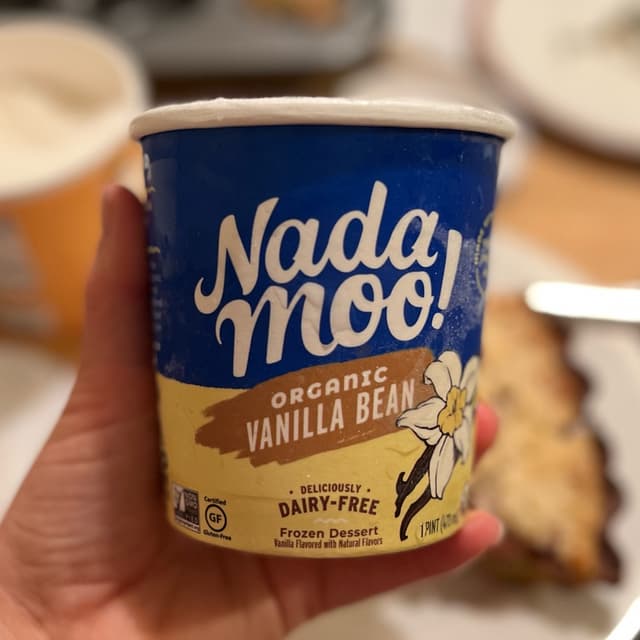 Nada
moo!
ORGANIC
VANILLA BEAN
• DELICIOUSLY •
DAIRY-FREE
Frozen Dessert
Vanilla Flavored with Natural Flavors
Certified
GF
Gluten-Free
1 PINT